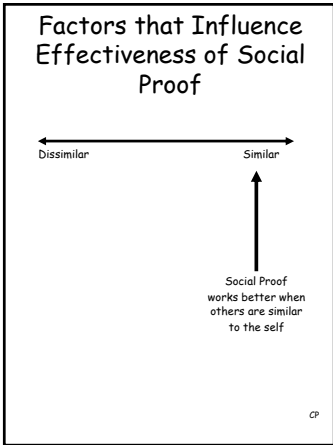 Factors that Influence
Effectiveness of Social
Proof
Dissimilar Similar
Social Proof
works better when
others are similar
to the self
CP